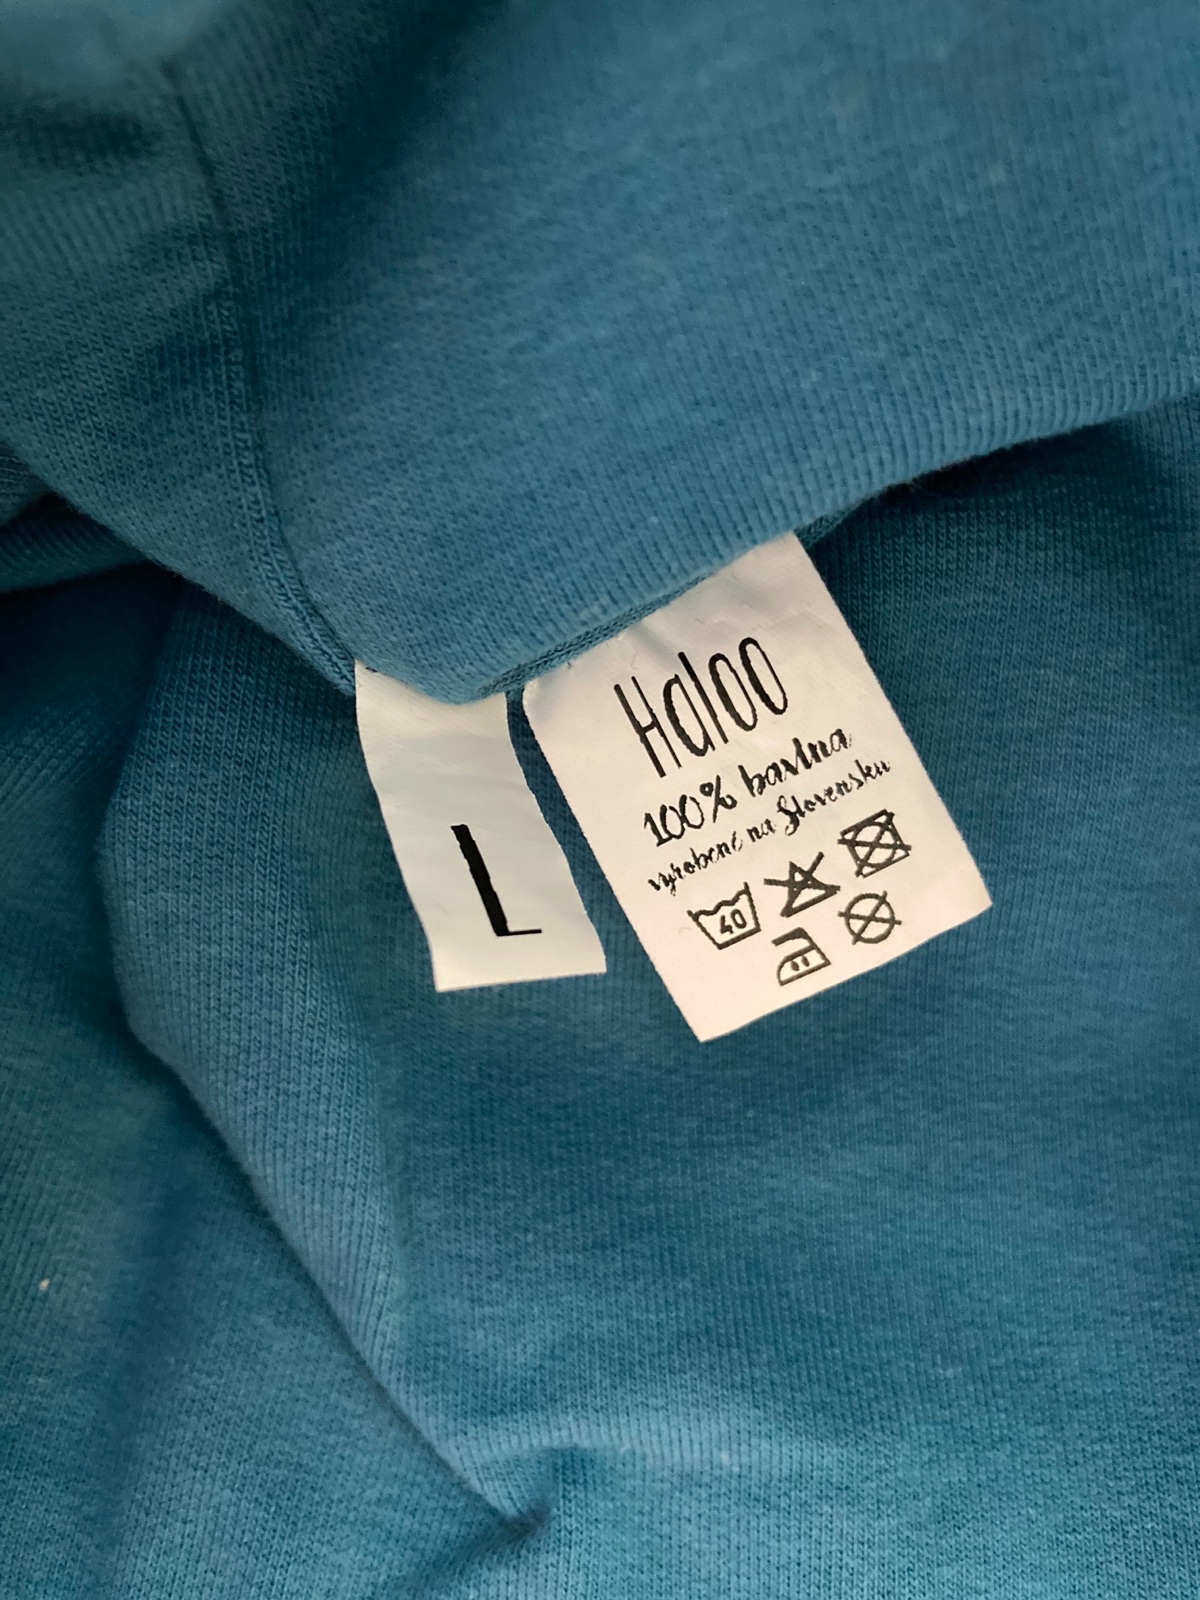 L
Haloo
100% bavlna
vyrobené na Slovensku
40